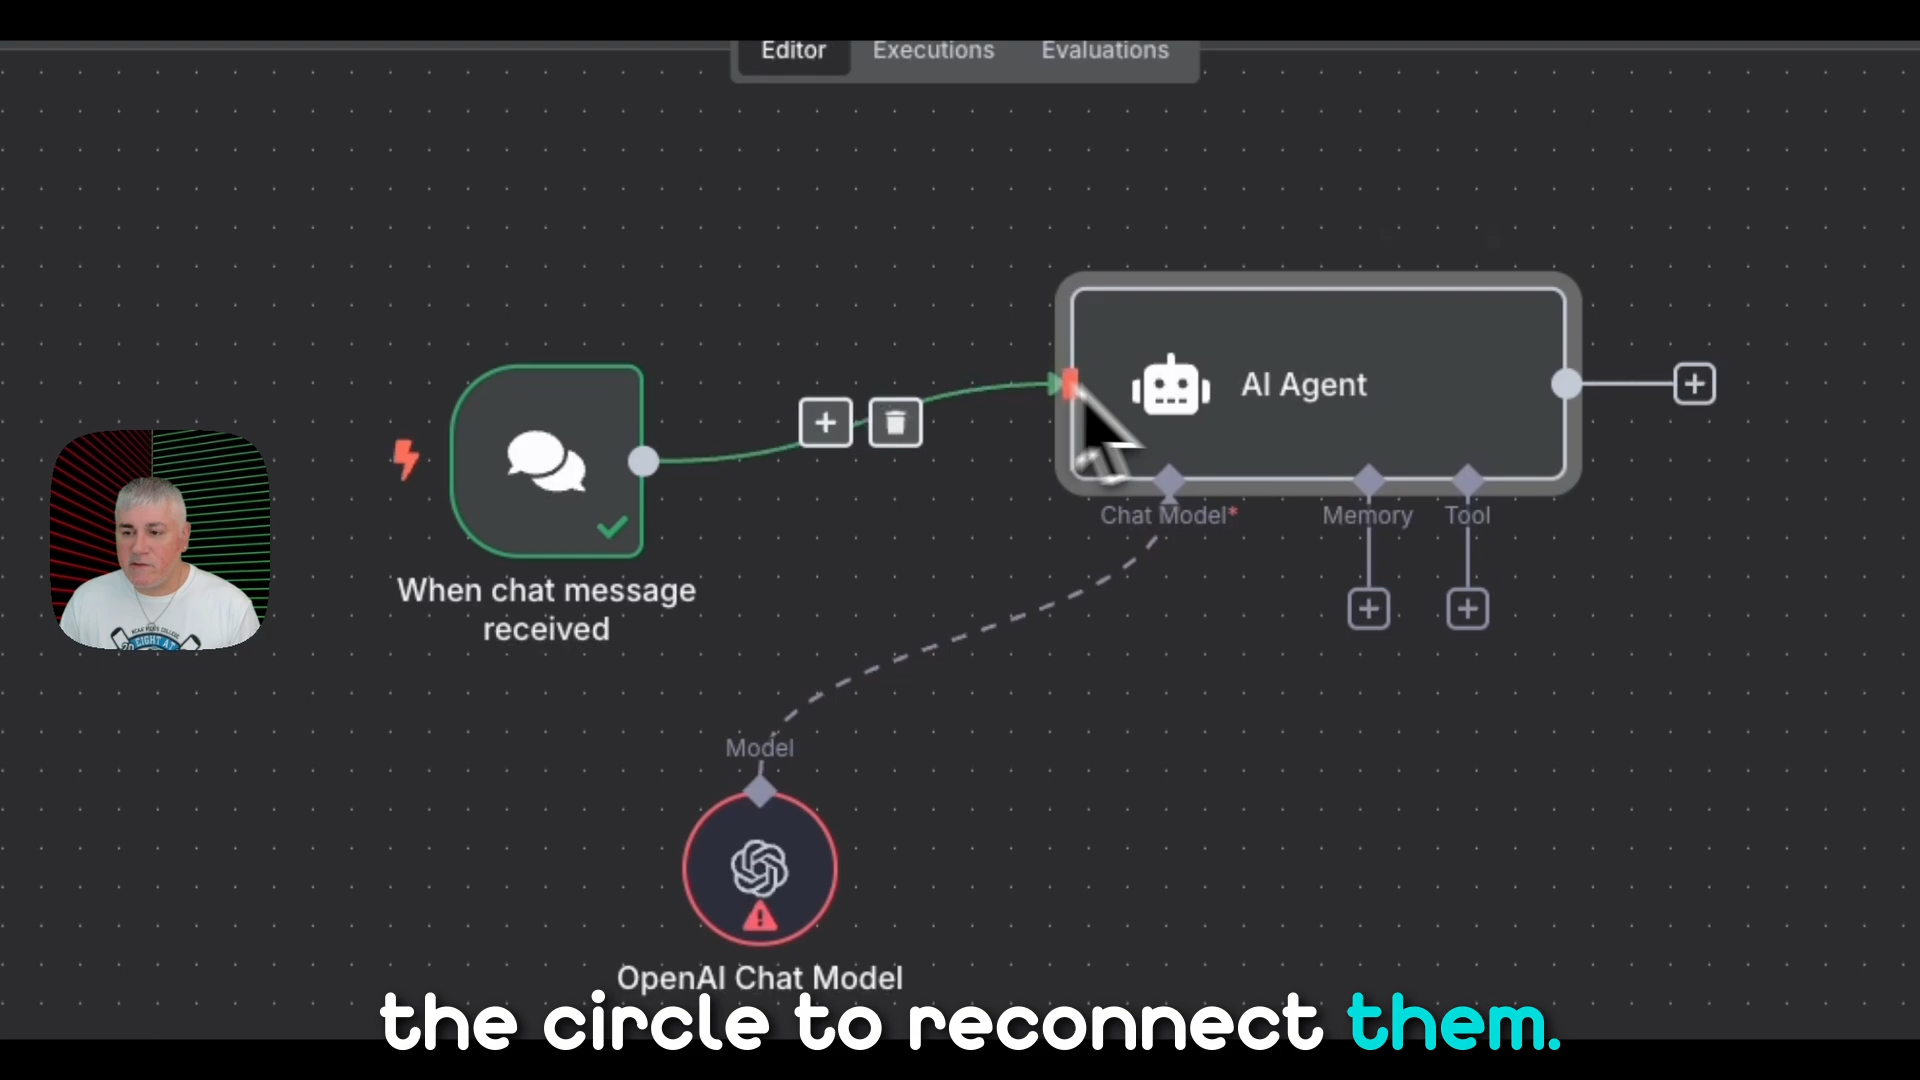 Editor Executions Evaluations
AI Agent
Chat Model*
Memory
Tool
When chat message
received
Model
OpenAI Chat Model
the circle to reconnect them.